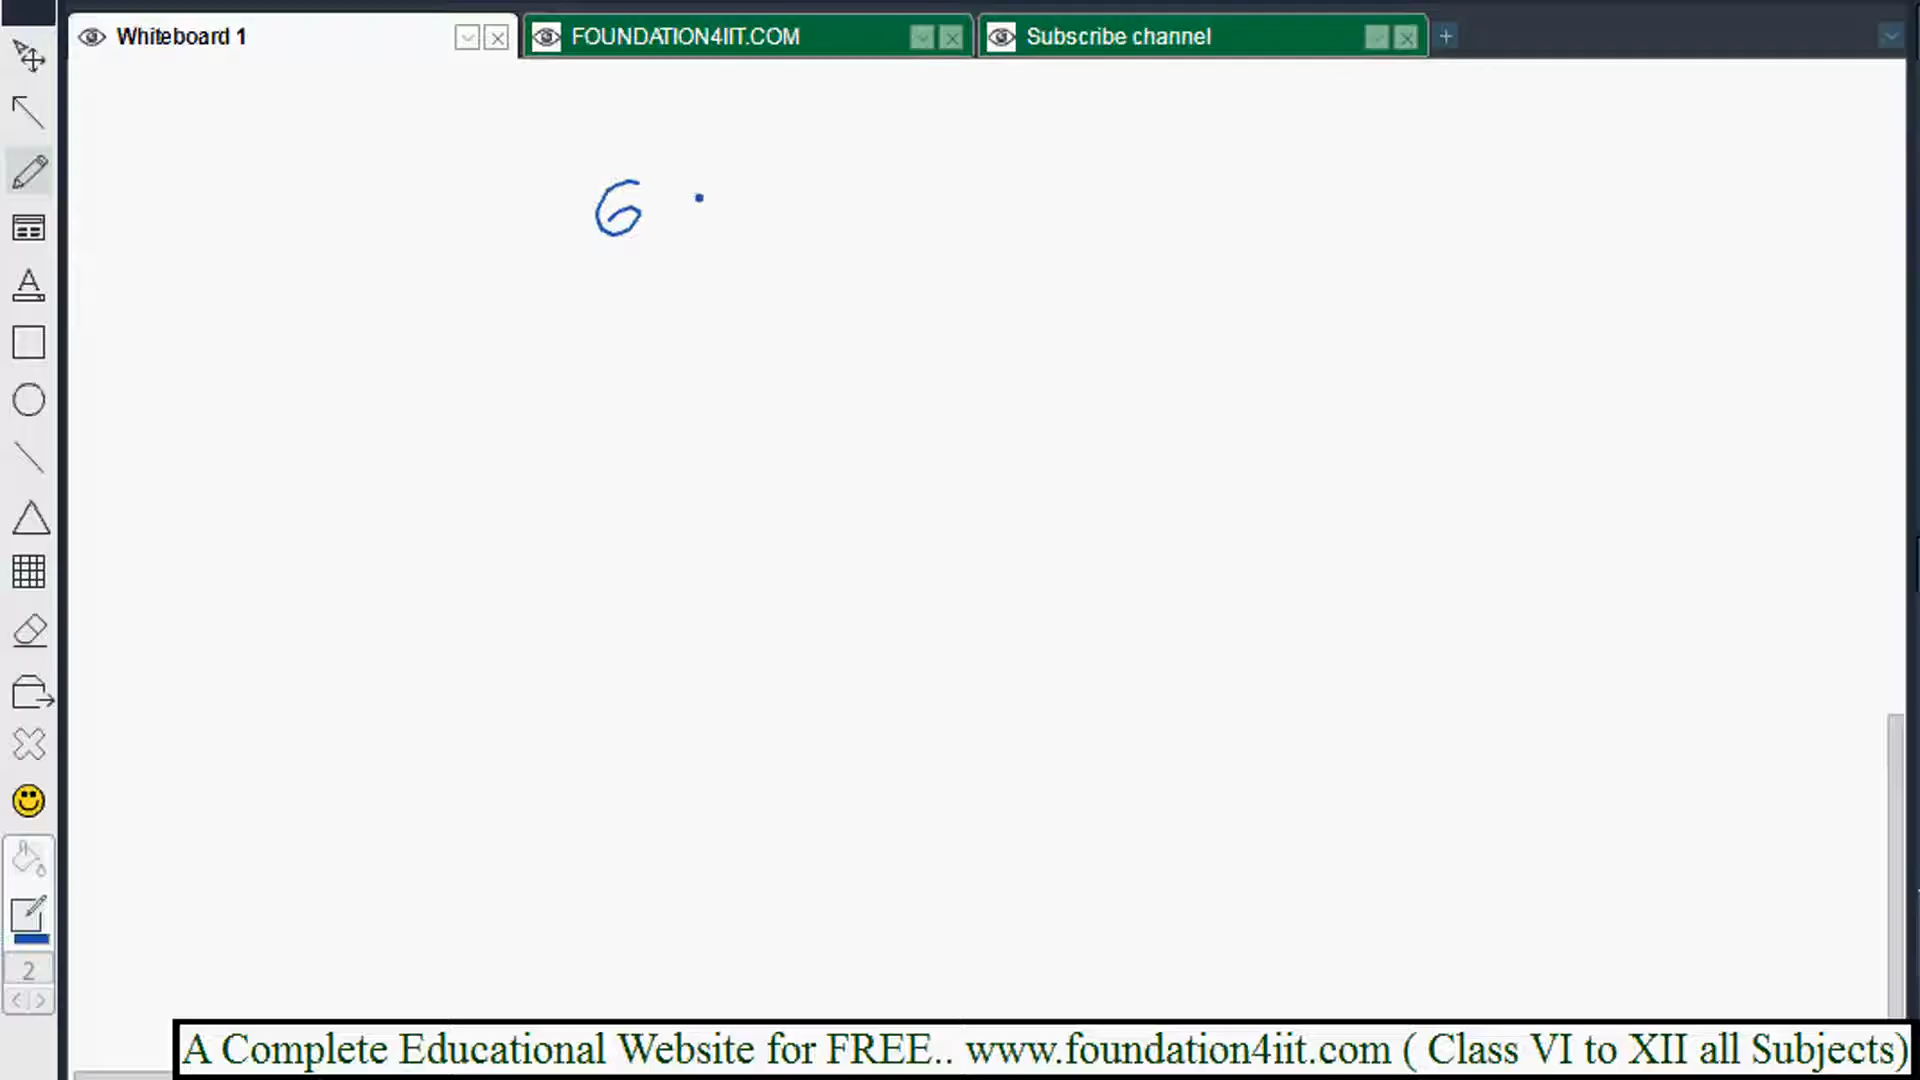 Whiteboard 1 FOUNDATION4IIT.COM Subscribe channel
6 .
2
A Complete Educational Website for FREE.. www.foundation4iit.com ( Class VI to XII all Subjects)